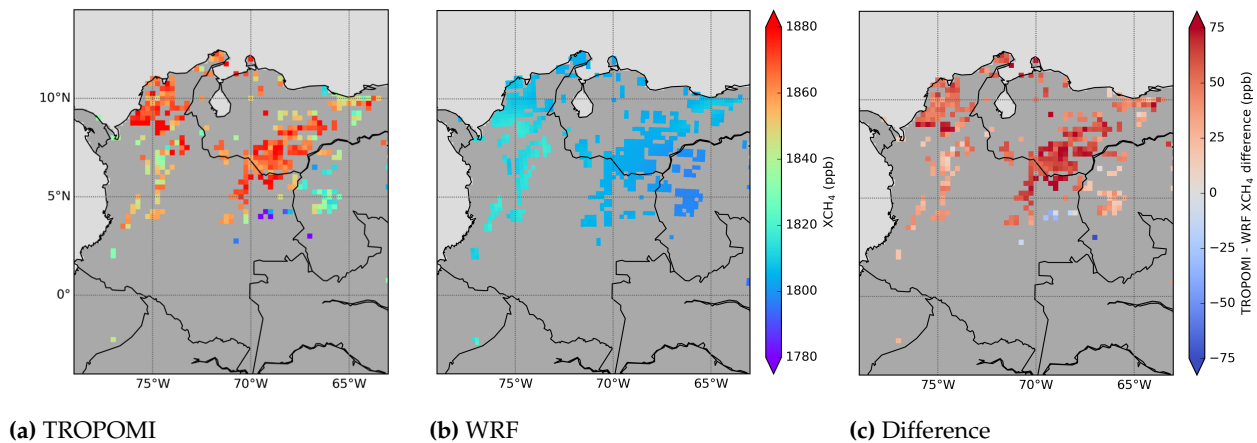 10°N
5°N
0°
75°W 70°W 65°W
75°W 70°W 65°W
1880
1860
1840
1820
1800
1780
XCH₄ (ppb)
75°W 70°W 65°W
75
50
25
0
−25
−50
−75
TROPOMI - WRF XCH₄ difference (ppb)
(a) TROPOMI
(b) WRF
(c) Difference